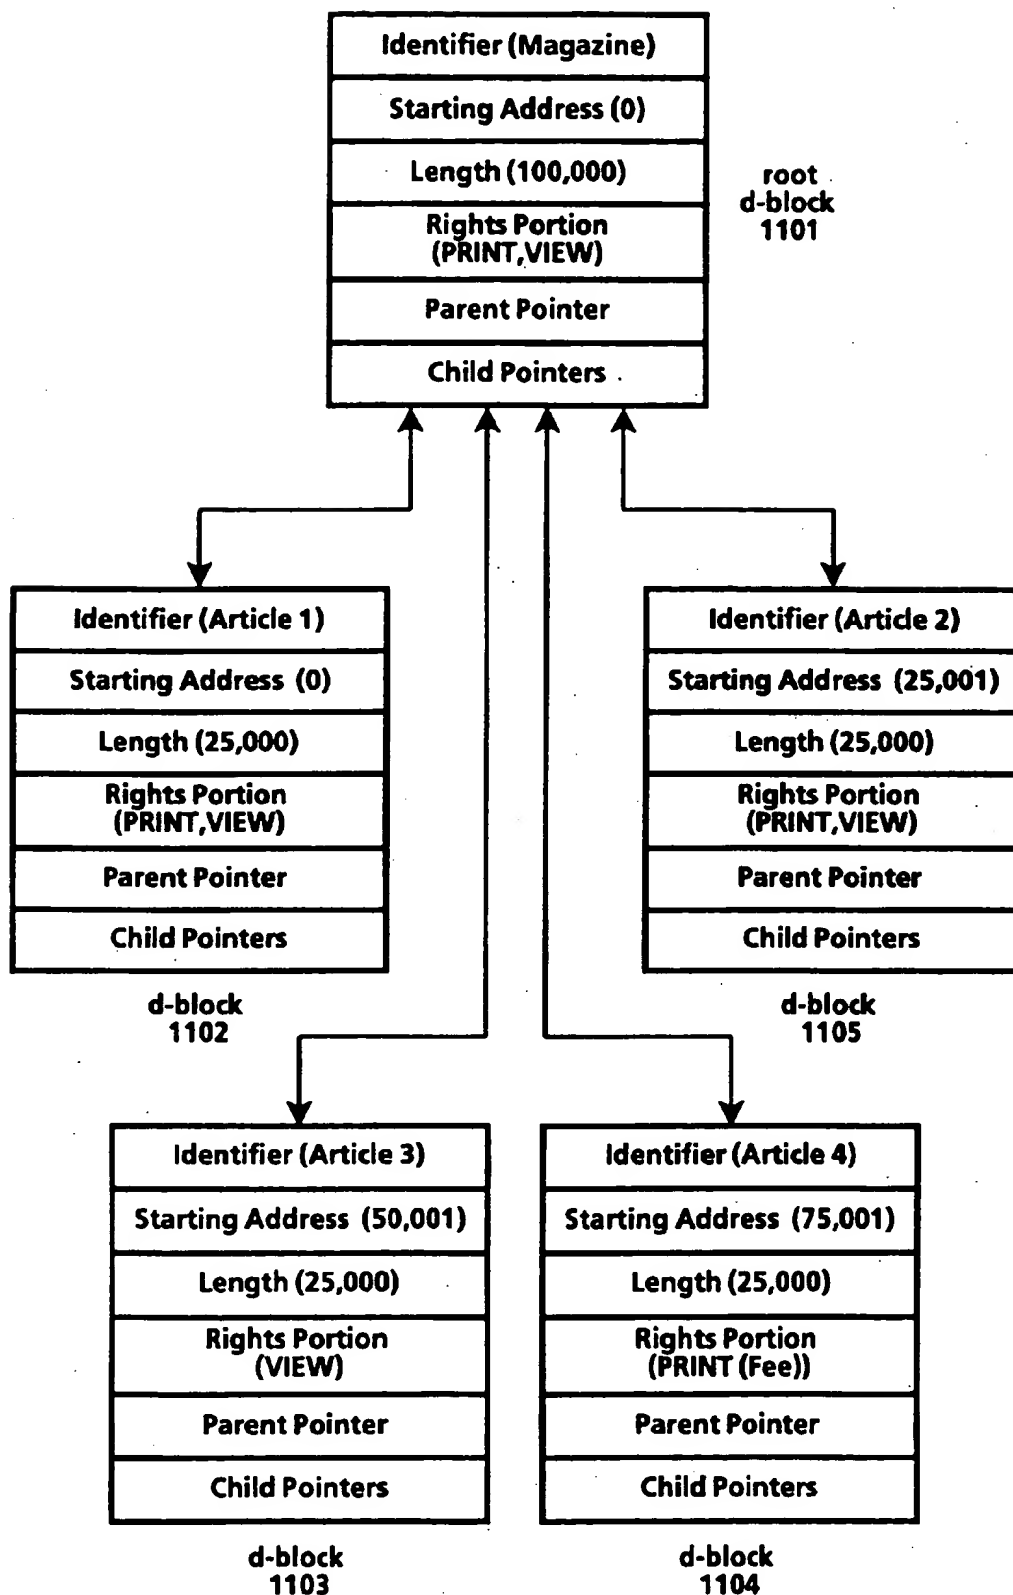 Identifier (Magazine)
Starting Address (0)
Length (100,000)
Rights Portion
(PRINT,VIEW)
Parent Pointer
Child Pointers
root
d-block
1101
Identifier (Article 1)
Starting Address (0)
Length (25,000)
Rights Portion
(PRINT,VIEW)
Parent Pointer
Child Pointers
d-block
1102
Identifier (Article 2)
Starting Address (25,001)
Length (25,000)
Rights Portion
(PRINT,VIEW)
Parent Pointer
Child Pointers
d-block
1105
Identifier (Article 3)
Starting Address (50,001)
Length (25,000)
Rights Portion
(VIEW)
Parent Pointer
Child Pointers
d-block
1103
Identifier (Article 4)
Starting Address (75,001)
Length (25,000)
Rights Portion
(PRINT (Fee))
Parent Pointer
Child Pointers
d-block
1104